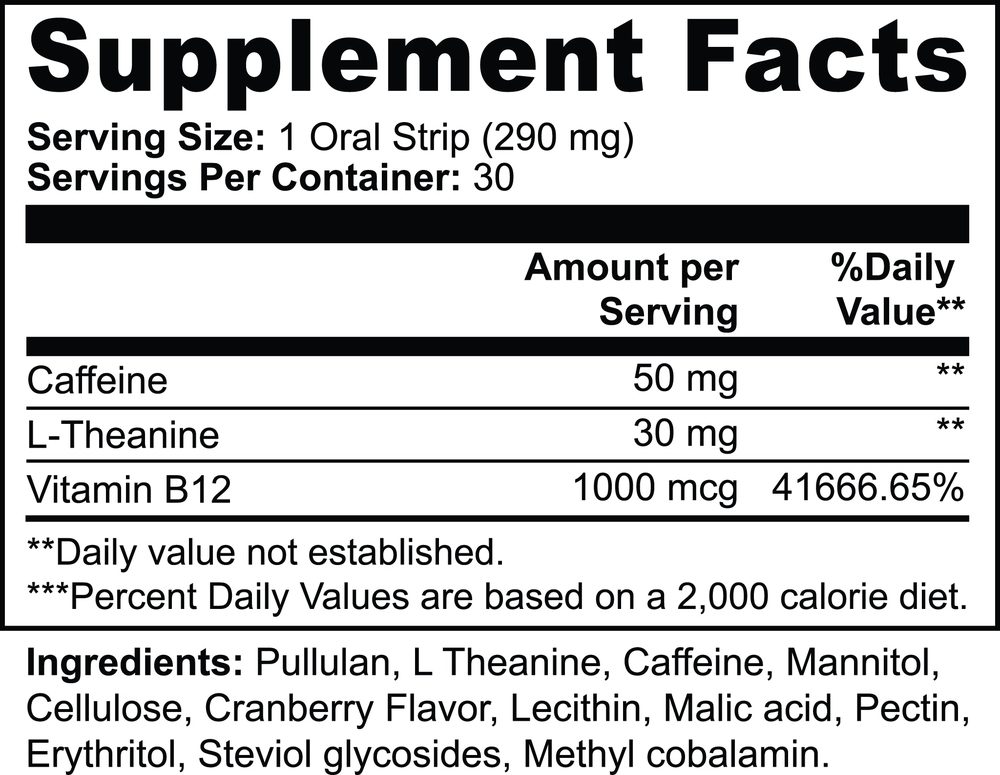 Supplement Facts
Serving Size: 1 Oral Strip (290 mg)
Servings Per Container: 30
Amount per Serving %Daily Value**
Caffeine 50 mg **
L-Theanine 30 mg **
Vitamin B12 1000 mcg 41666.65%
**Daily value not established.
***Percent Daily Values are based on a 2,000 calorie diet.
Ingredients: Pullulan, L Theanine, Caffeine, Mannitol,
Cellulose, Cranberry Flavor, Lecithin, Malic acid, Pectin,
Erythritol, Steviol glycosides, Methyl cobalamin.